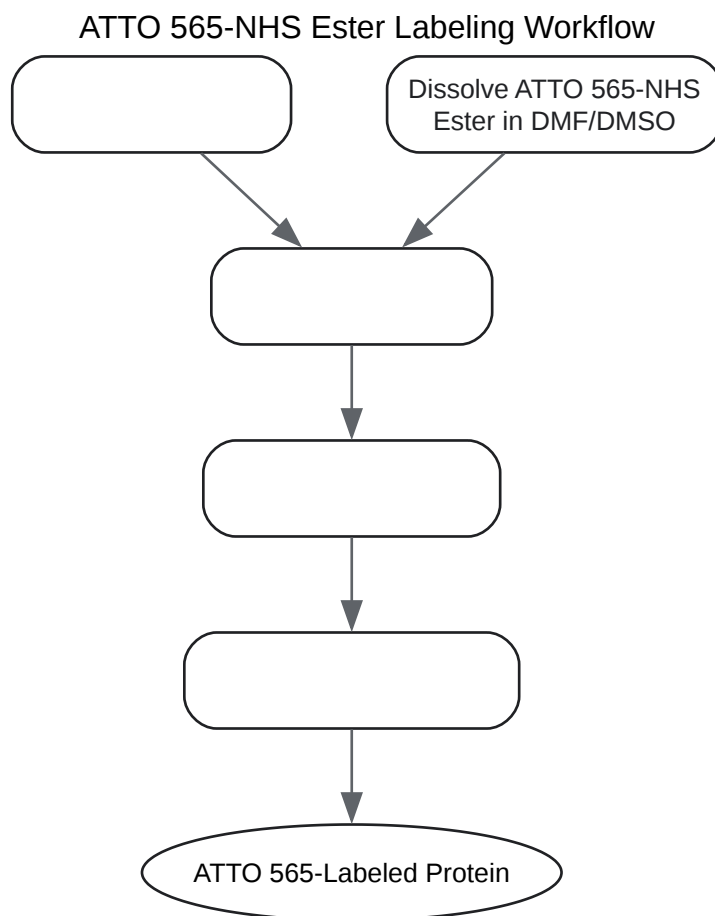 ATTO 565-NHS Ester Labeling Workflow
Dissolve ATTO 565-NHS
Ester in DMF/DMSO
ATTO 565-Labeled Protein